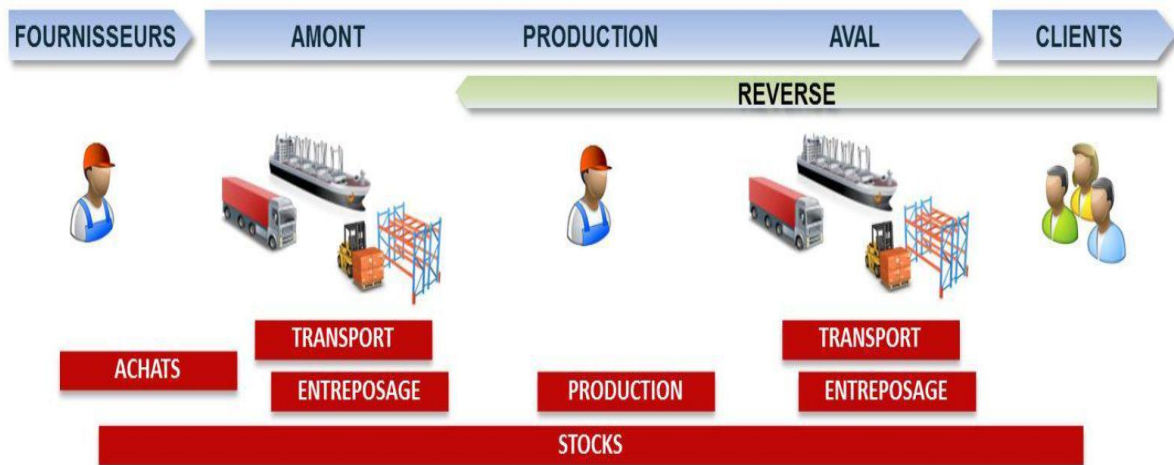 FOURNISSEURS
AMONT
PRODUCTION
AVAL
CLIENTS
REVERSE
TRANSPORT
TRANSPORT
ACHATS
ENTREPOSAGE
PRODUCTION
ENTREPOSAGE
STOCKS